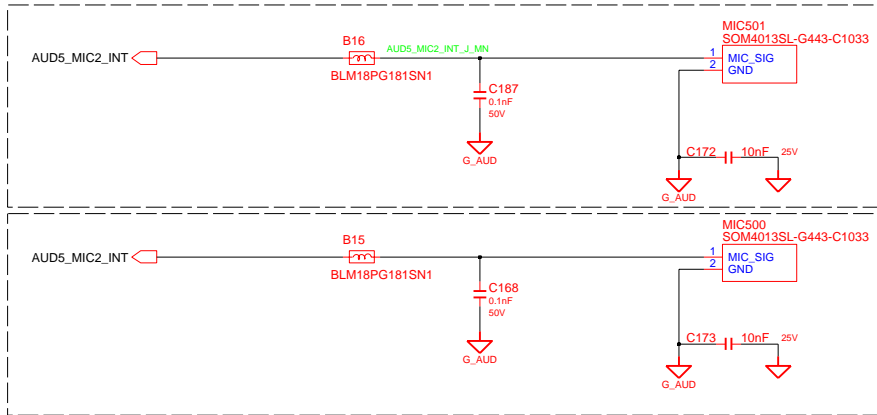 MIC501
SOM4013SL-G443-C1033
B16
AUD5_MIC2_INT_J_MN
AUD5_MIC2_INT
1 MIC_SIG
2 GND
BLM18PG181SN1
C187
0.1nF
50V
G_AUD
C172 10nF 25V
G_AUD
MIC500
SOM4013SL-G443-C1033
B15
AUD5_MIC2_INT
1 MIC_SIG
2 GND
BLM18PG181SN1
C168
0.1nF
50V
G_AUD
C173 10nF 25V
G_AUD